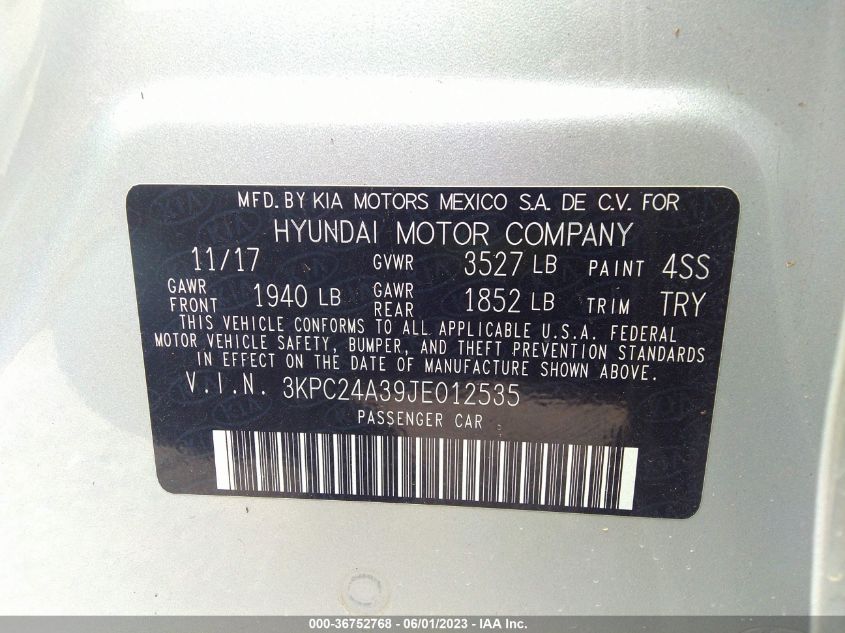 MFD. BY KIA MOTORS MEXICO S.A. DE C.V. FOR
HYUNDAI MOTOR COMPANY
11/17 GVWR 3527 LB PAINT 4SS
GAWR FRONT 1940 LB GAWR REAR 1852 LB TRIM TRY
THIS VEHICLE CONFORMS TO ALL APPLICABLE U.S.A. FEDERAL
MOTOR VEHICLE SAFETY, BUMPER, AND THEFT PREVENTION STANDARDS
IN EFFECT ON THE DATE OF MANUFACTURE SHOWN ABOVE.
V.I.N. 3KPC24A39JE012535
PASSENGER CAR
000-36752768 - 06/01/2023 - IAA Inc.